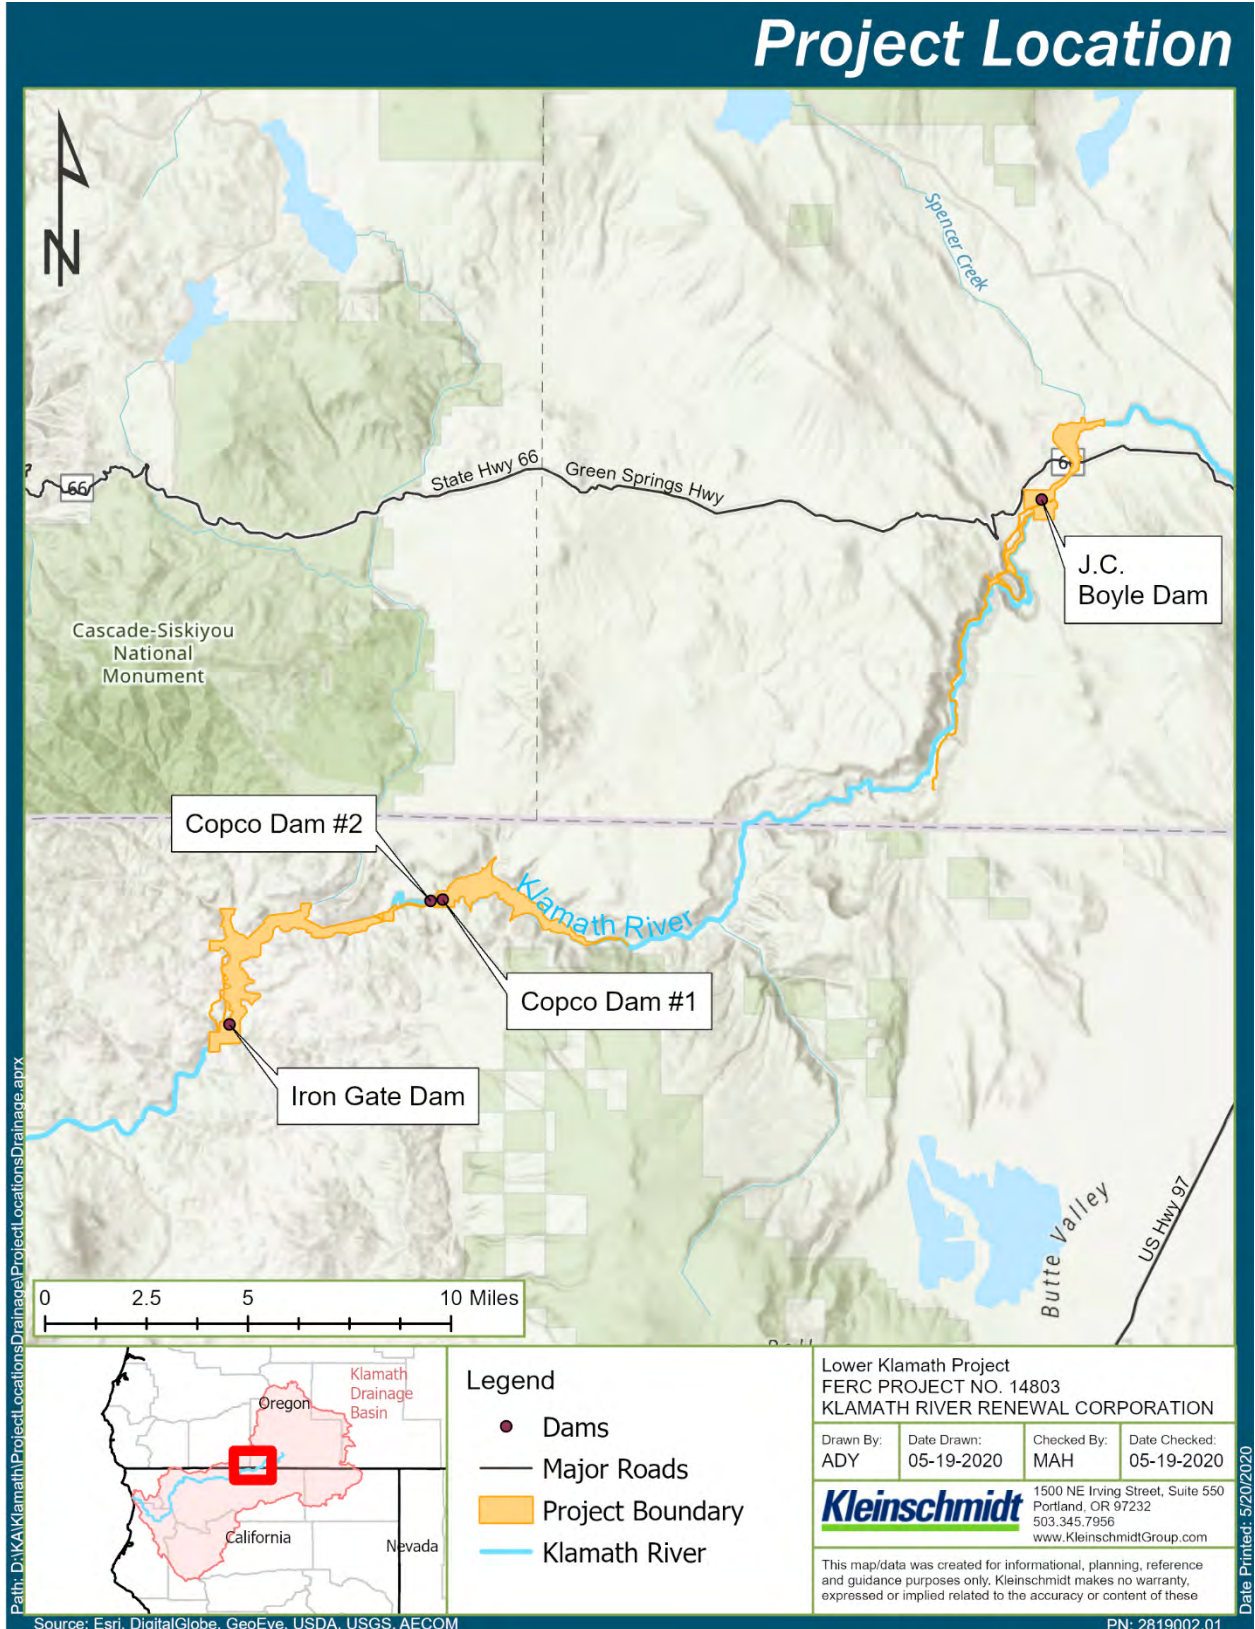 Project Location
N
Spencer Creek
66
State Hwy 66
Green Springs Hwy
6
J.C.
Boyle Dam
Cascade-Siskiyou
National
Monument
Copco Dam #2
Klamath River
Copco Dam #1
Iron Gate Dam
Butte Valley
US Hwy 97
0 2.5 5 10 Miles
Klamath
Drainage
Basin
Oregon
California
Nevada
Legend
Dams
Major Roads
Project Boundary
Klamath River
Lower Klamath Project
FERC PROJECT NO. 14803
KLAMATH RIVER RENEWAL CORPORATION
Drawn By:
ADY
Date Drawn:
05-19-2020
Checked By:
MAH
Date Checked:
05-19-2020
Kleinschmidt
1500 NE Irving Street, Suite 550
Portland, OR 97232
503.345.7956
www.KleinschmidtGroup.com
This map/data was created for informational, planning, reference
and guidance purposes only. Kleinschmidt makes no warranty,
expressed or implied related to the accuracy or content of these
Path: D:\KA\Klamath\ProjectLocationsDrainage\ProjectLocationsDrainage.aprx
Date Printed: 5/20/2020
Source: Esri, DigitalGlobe, GeoEye, USDA, USGS, AECOM
PN: 2819002.01